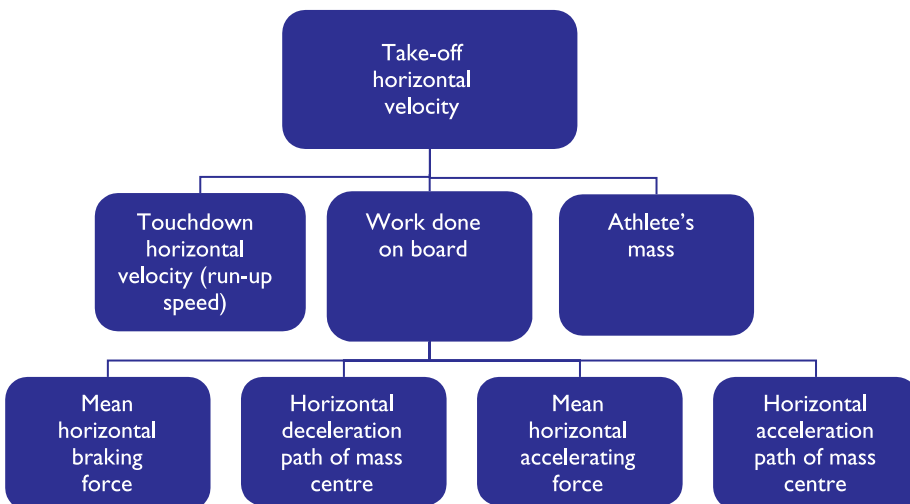 Take-off
horizontal
velocity
Touchdown
horizontal
velocity (run-up
speed)
Work done
on board
Athlete's
mass
Mean
horizontal
braking
force
Horizontal
deceleration
path of mass
centre
Mean
horizontal
accelerating
force
Horizontal
acceleration
path of mass
centre